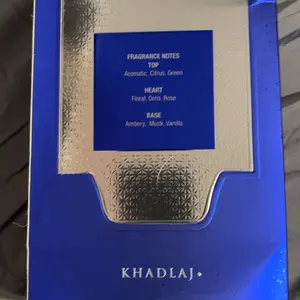 FRAGRANCE NOTES
TOP
Aromatic, Citrus, Green
HEART
Floral, Orris, Rose
BASE
Ambery, Musk, Vanilla
KHADLAJ